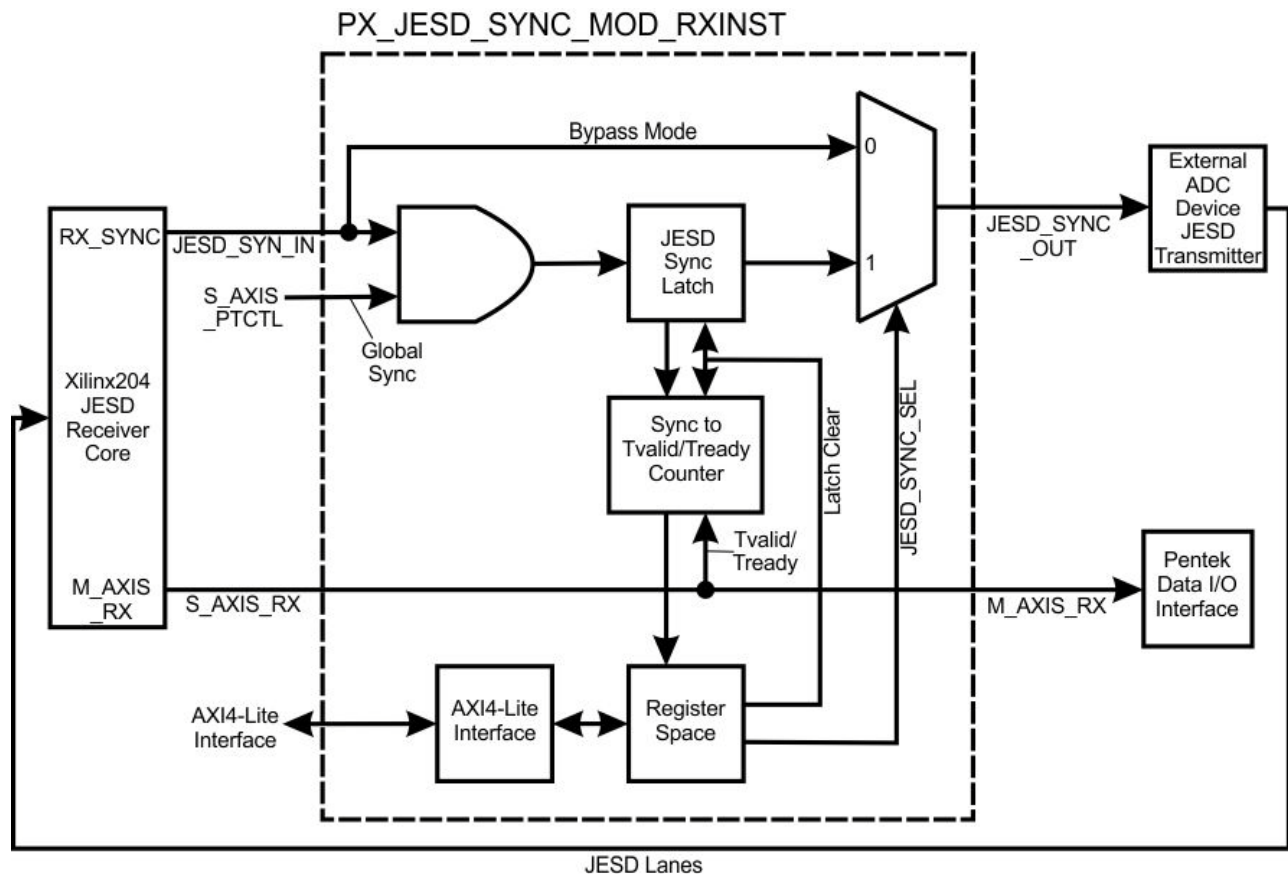 PX_JESD_SYNC_MOD_RXINST
Bypass Mode
0
External
ADC
Device
JESD
Transmitter
RX_SYNC
JESD_SYN_IN
JESD
Sync
Latch
1
JESD_SYNC
_OUT
S_AXIS
_PTCTL
Global
Sync
Xilinx204
JESD
Receiver
Core
Sync to
Tvalid/Tready
Counter
Latch Clear
JESD_SYNC_SEL
Tvalid/
Tready
M_AXIS
_RX
S_AXIS_RX
M_AXIS_RX
Pentek
Data I/O
Interface
AXI4-Lite
Interface
AXI4-Lite
Interface
Register
Space
JESD Lanes